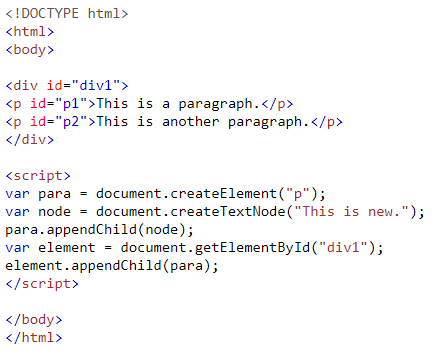 <!DOCTYPE html>
<html>
<body>
<div id="div1">
<p id="p1">This is a paragraph.</p>
<p id="p2">This is another paragraph.</p>
</div>
<script>
var para = document.createElement("p");
var node = document.createTextNode("This is new.");
para.appendChild(node);
var element = document.getElementById("div1");
element.appendChild(para);
</script>
</body>
</html>